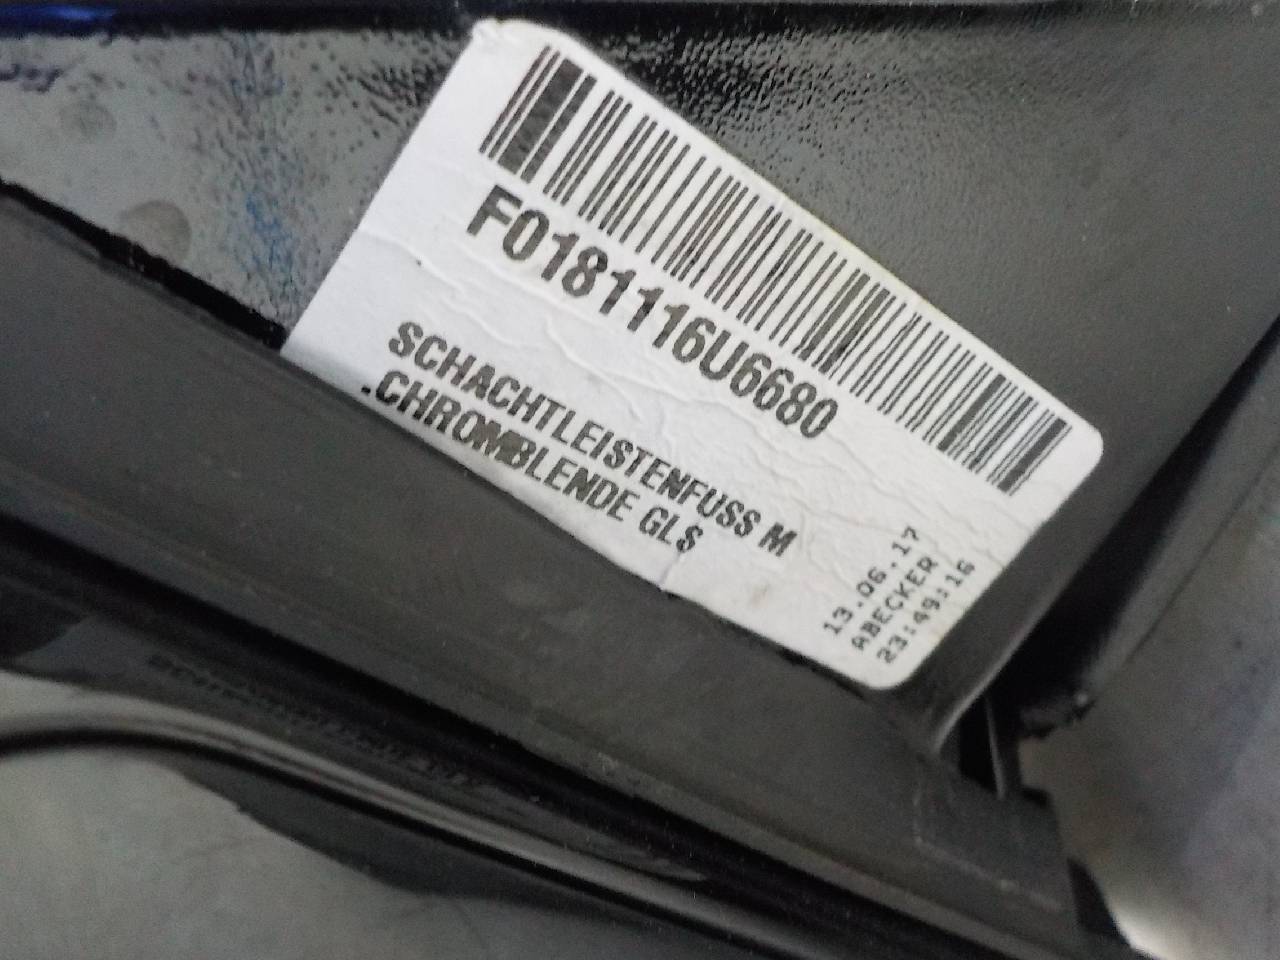 F0181116U6680
SCHACHTLEISTENFUSS M
.CHROMBLENDE GLS
13.06.17
ABECKER
23:49:16